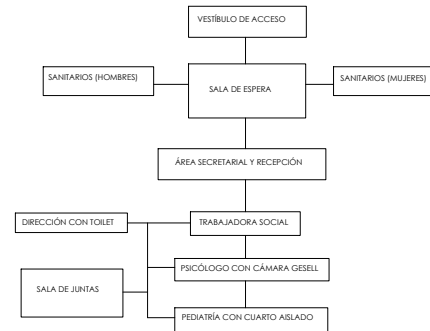 VESTÍBULO DE ACCESO
SANITARIOS (HOMBRES)
SALA DE ESPERA
SANITARIOS (MUJERES)
ÁREA SECRETARIAL Y RECEPCIÓN
DIRECCIÓN CON TOILET
TRABAJADORA SOCIAL
PSICÓLOGO CON CÁMARA GESELL
SALA DE JUNTAS
PEDIATRÍA CON CUARTO AISLADO